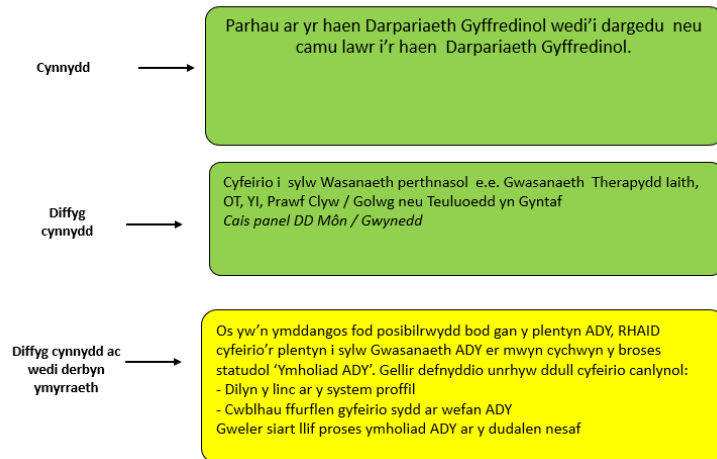 Cynnydd
Parhau ar yr haen Darpariaeth Gyffredinol wedi'i dargedu neu
camu lawr i'r haen Darpariaeth Gyffredinol.
Diffyg
cynnydd
Cyfeirio i sylw Wasanaeth perthnasol e.e. Gwasanaeth Therapydd Iaith,
OT, YI, Prawf Clyw / Golwg neu Teuluoedd yn Gyntaf
Cais panel DD Môn / Gwynedd
Diffyg cynnydd ac
wedi derbyn
ymyrraeth
Os yw'n ymddangos fod posibilrwydd bod gan y plentyn ADY, RHAID
cyfeirio'r plentyn i sylw Gwasanaeth ADY er mwyn cychwyn y broses
statudol 'Ymholiad ADY'. Gellir defnyddio unrhyw ddull cyfeirio canlynol:
- Dilyn y linc ar y system proffil
- Cwblhau ffurflen gyfeirio sydd ar wefan ADY
Gweler siart llif proses ymholiad ADY ar y dudalen nesaf